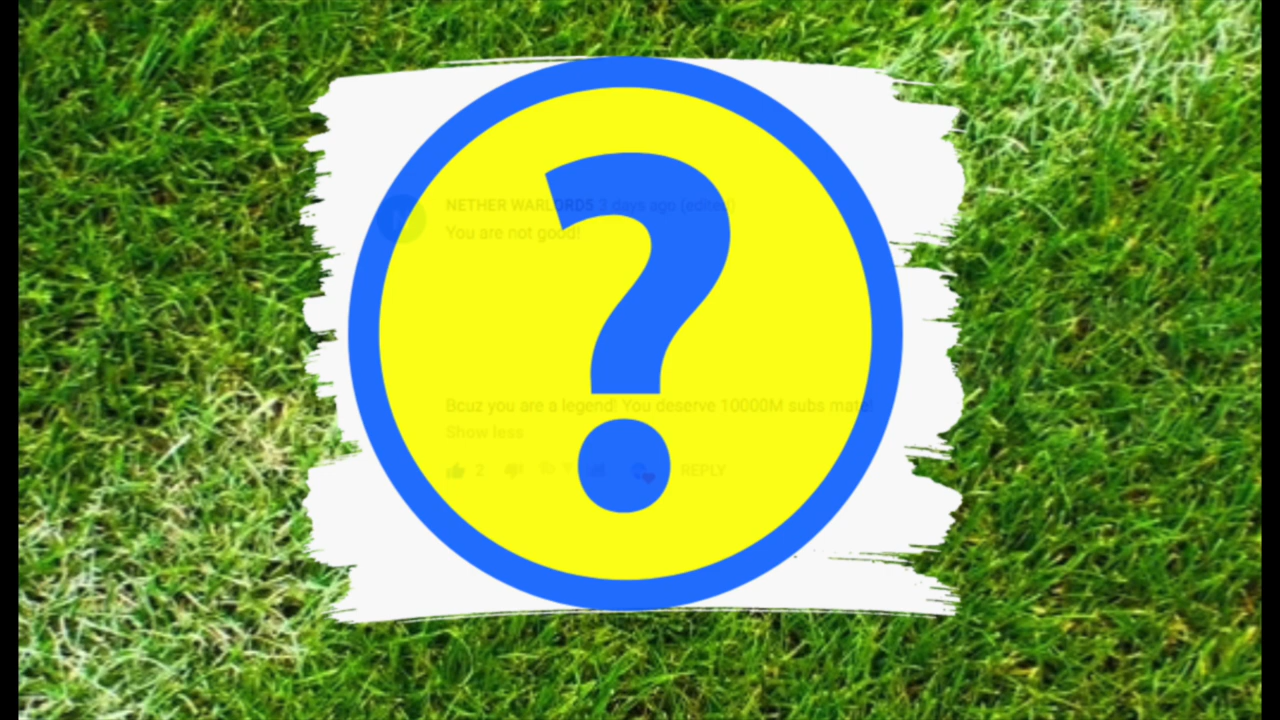 ?
NETHER WARLORDS 3 days ago (edited)
You are not good!
Bcuz you are a legend! You deserve 10000M subs mate!
Show less
2 REPLY